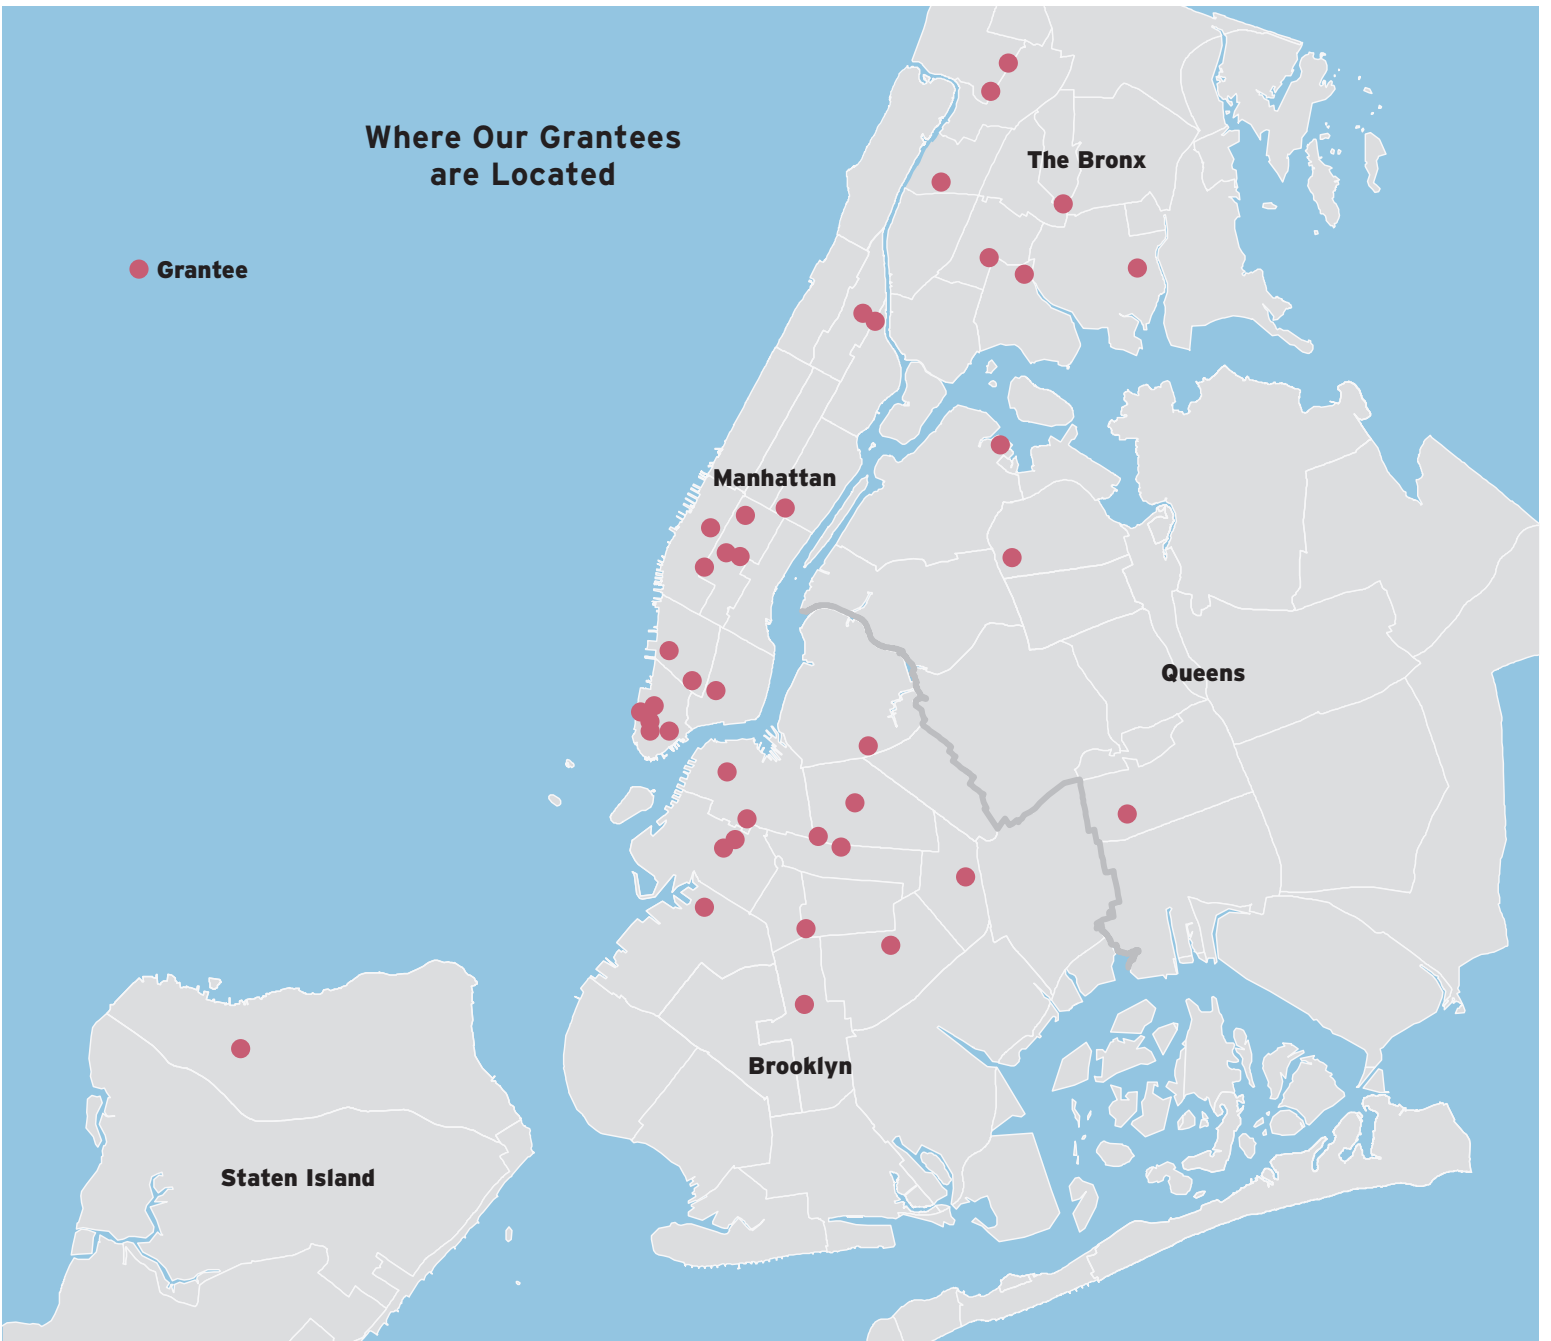 Where Our Grantees
are Located
The Bronx
Grantee
Manhattan
Queens
Brooklyn
Staten Island